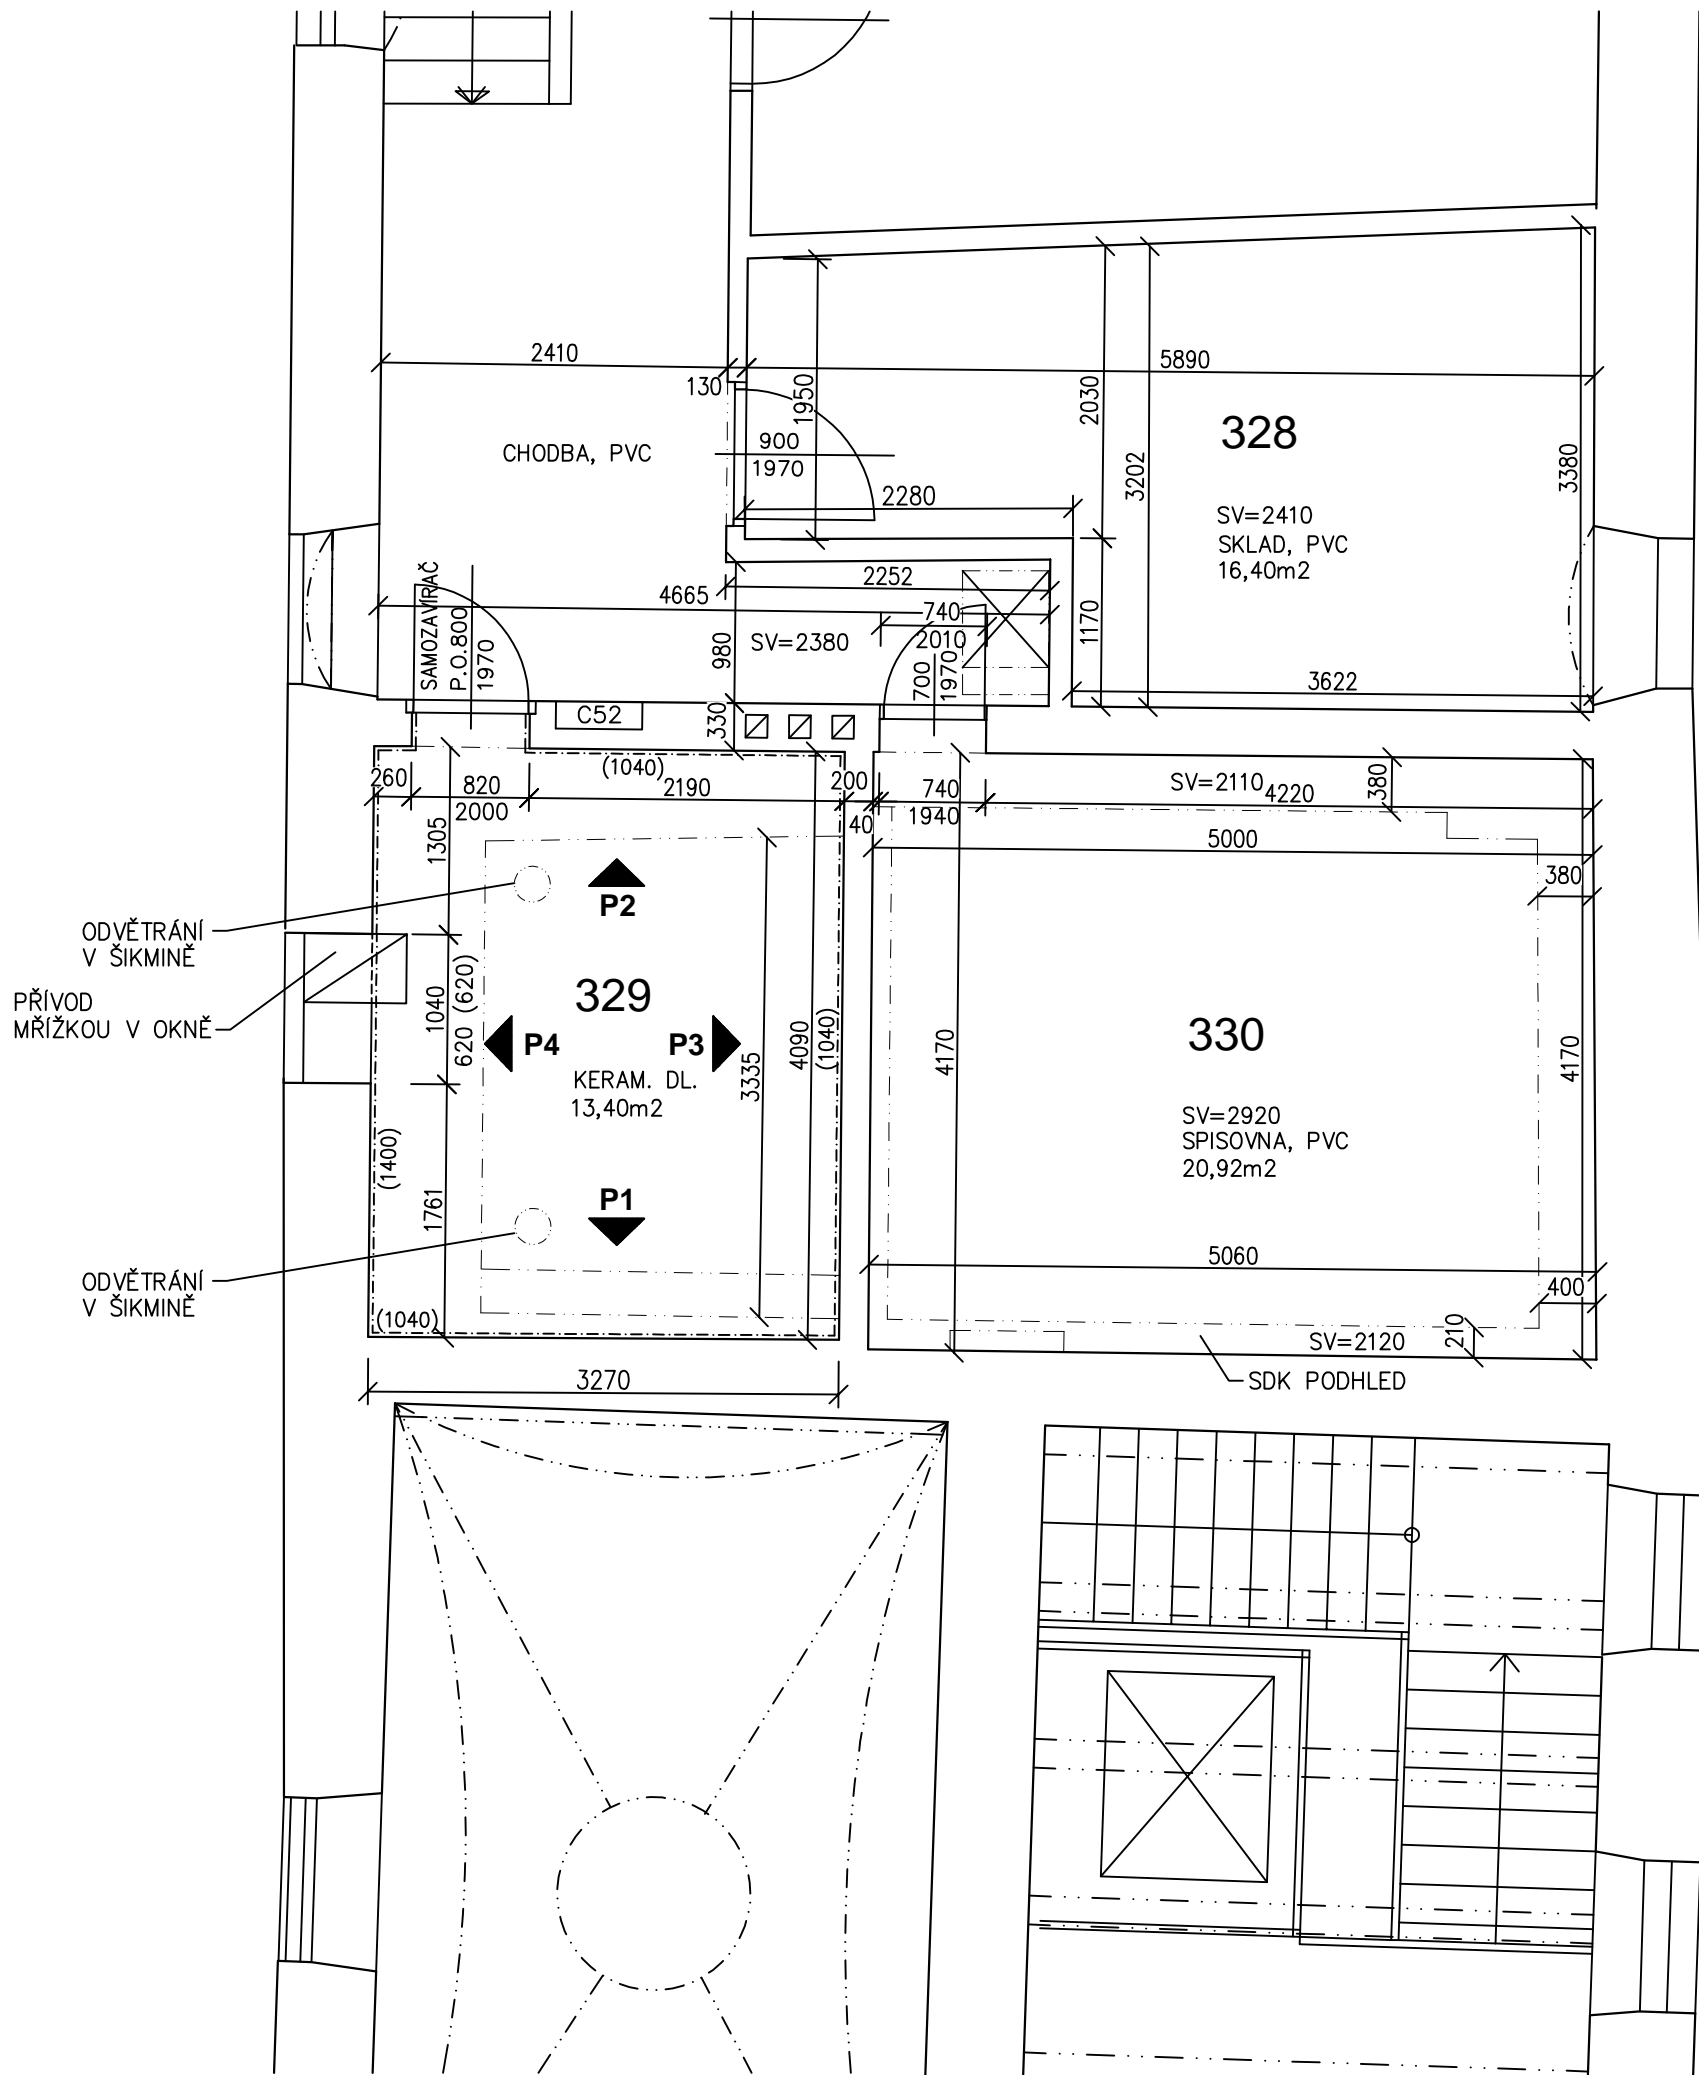 2410
5890
130
1950
2030
328
900
1970
CHODBA, PVC
3202
3380
2280
SV=2410
SKLAD, PVC
16,40m2
2252
4665
740
2010
SAMOZAVÍRAČ
P.O.800
1970
980
SV=2380
1170
700
1970
3622
C52
330
(1040)
260
820
2000
2190
200
740
1940
40
SV=2110
4220
380
1305
5000
380
P2
ODVĚTRÁNÍ
V ŠIKMINĚ
329
PŘÍVOD
MŘÍŽKOU V OKNĚ
1040
620 (620)
P4
P3
3335
4090
(1040)
4170
330
4170
KERAM. DL.
13,40m2
SV=2920
SPISOVNA, PVC
20,92m2
(1400)
1761
P1
ODVĚTRÁNÍ
V ŠIKMINĚ
5060
400
(1040)
SV=2120
210
3270
SDK PODHLED